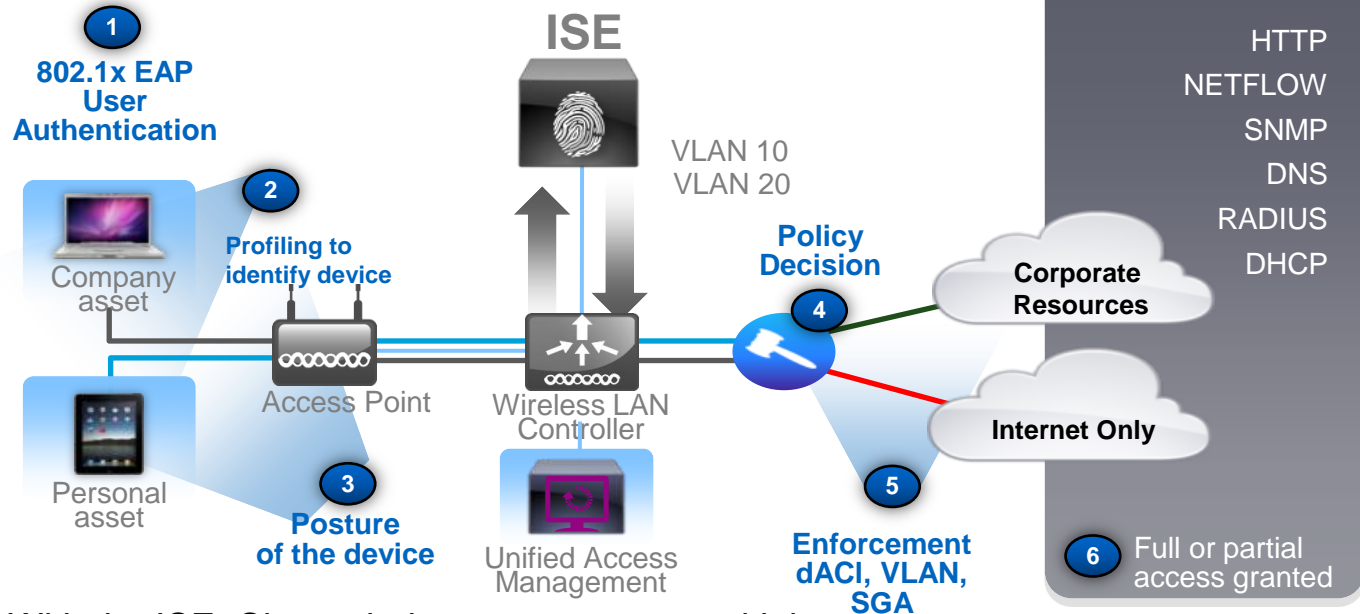 1
802.1x EAP
User
Authentication
ISE
HTTP
NETFLOW
SNMP
DNS
RADIUS
DHCP
VLAN 10
VLAN 20
2
Profiling to
identify device
Company
asset
Policy
Decision
4
Corporate
Resources
Access Point
Wireless LAN
Controller
Internet Only
Personal
asset
3
Posture
of the device
Unified Access
Management
5
Enforcement
dACI, VLAN,
SGA
6
Full or partial
access granted